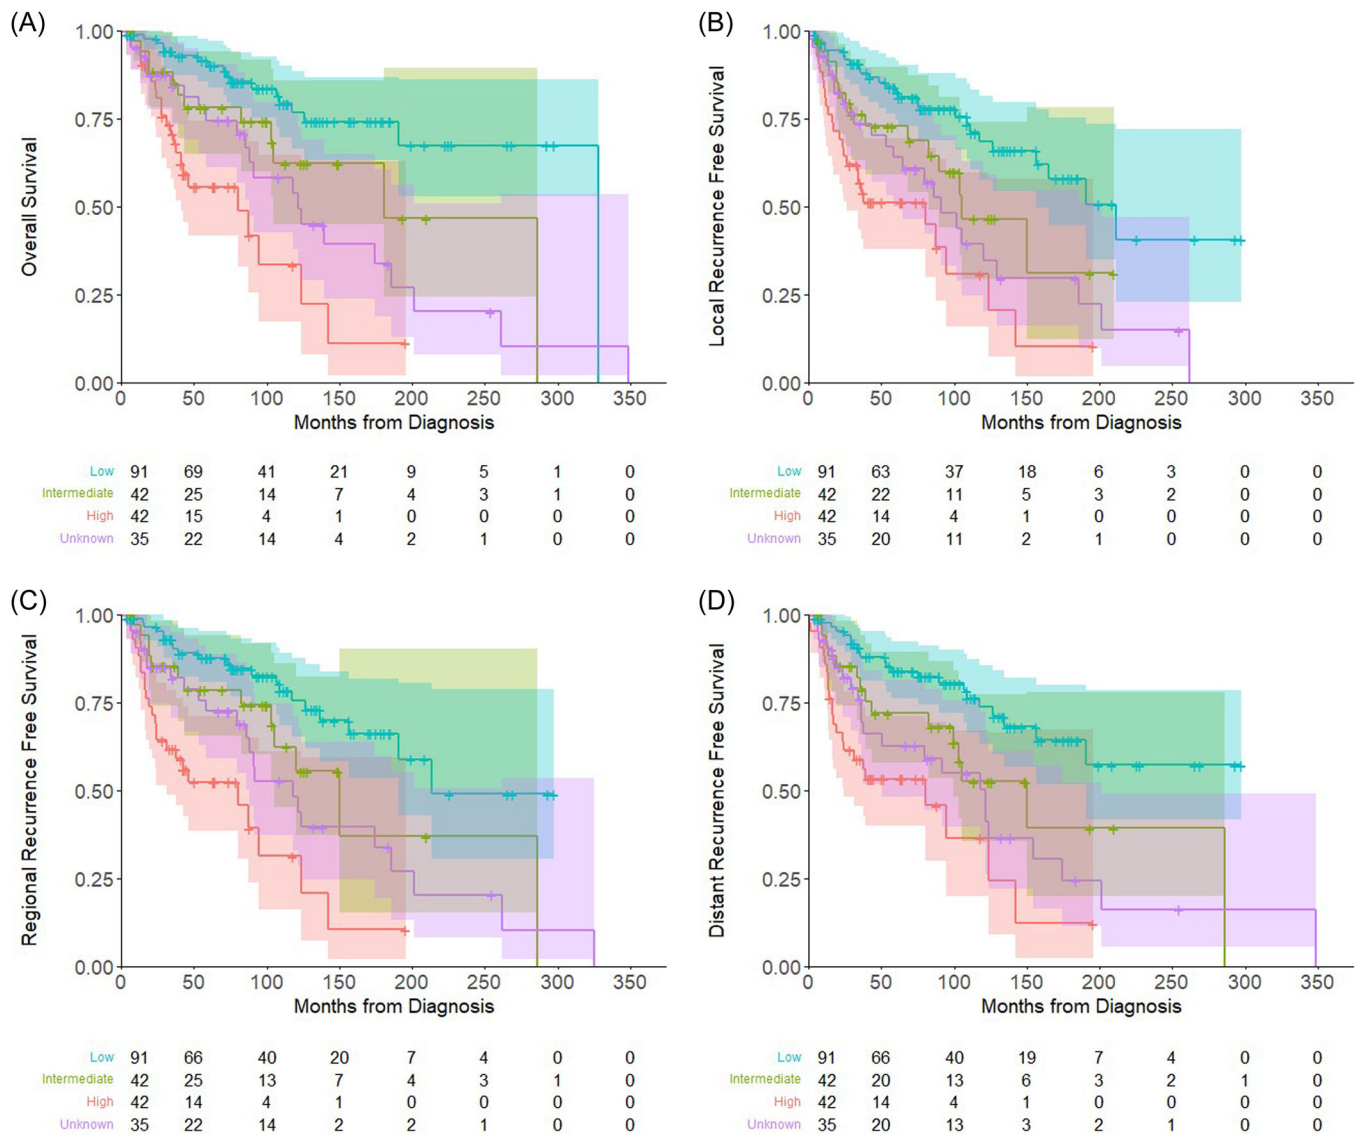 (A)
Overall Survival
1.00
0.75
0.50
0.25
0.00
0 50 100 150 200 250 300 350
Months from Diagnosis
Low 91 69 41 21 9 5 1 0
Intermediate 42 25 14 7 4 3 1 0
High 42 15 4 1 0 0 0 0
Unknown 35 22 14 4 2 1 0 0
(B)
Local Recurrence Free Survival
1.00
0.75
0.50
0.25
0.00
0 50 100 150 200 250 300 350
Months from Diagnosis
Low 91 63 37 18 6 3 0 0
Intermediate 42 22 11 5 3 2 0 0
High 42 14 4 1 0 0 0 0
Unknown 35 20 11 2 1 0 0 0
(C)
Regional Recurrence Free Survival
1.00
0.75
0.50
0.25
0.00
0 50 100 150 200 250 300 350
Months from Diagnosis
Low 91 66 40 20 7 4 0 0
Intermediate 42 25 13 7 4 3 1 0
High 42 14 4 1 0 0 0 0
Unknown 35 22 14 2 2 1 0 0
(D)
Distant Recurrence Free Survival
1.00
0.75
0.50
0.25
0.00
0 50 100 150 200 250 300 350
Months from Diagnosis
Low 91 66 40 19 7 4 0 0
Intermediate 42 20 13 6 3 2 1 0
High 42 14 4 1 0 0 0 0
Unknown 35 20 13 3 2 1 0 0